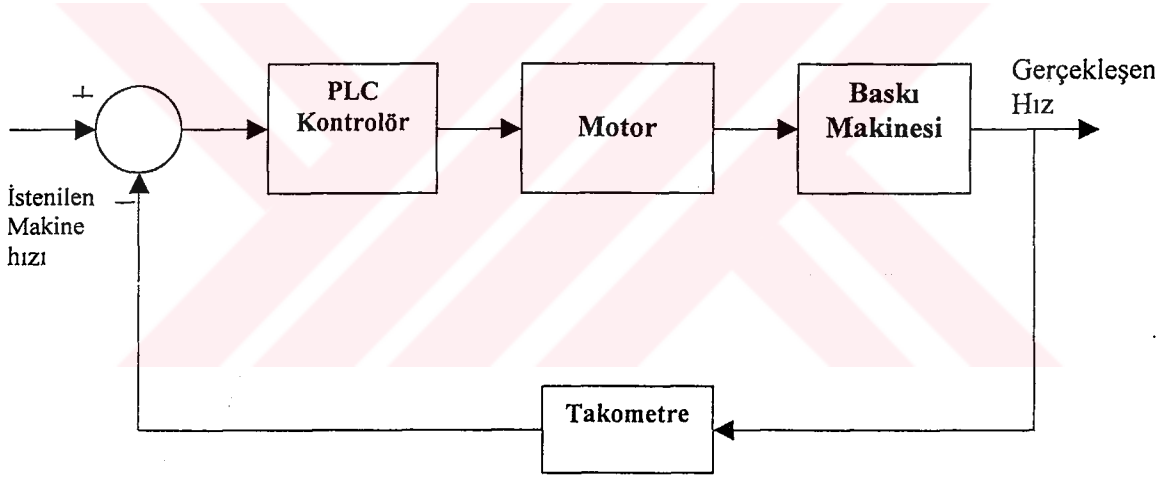 +
PLC
Kontrolör
Motor
Baskı
Makinesi
Gerçekleşen
Hız
İstenilen
Makine
hızı
−
Takometre